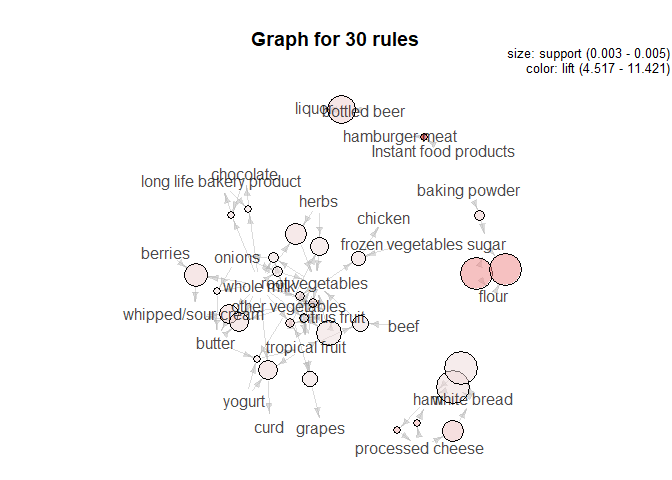 Graph for 30 rules
size: support (0.003 - 0.005)
color: lift (4.517 - 11.421)
liquor
bottled beer
hamburger meat
Instant food products
chocolate
long life bakery product
baking powder
herbs
chicken
frozen vegetables
sugar
berries
onions
root vegetables
whole milk
flour
other vegetables
citrus fruit
whipped/sour cream
beef
butter
tropical fruit
yogurt
ham
white bread
curd
grapes
processed cheese